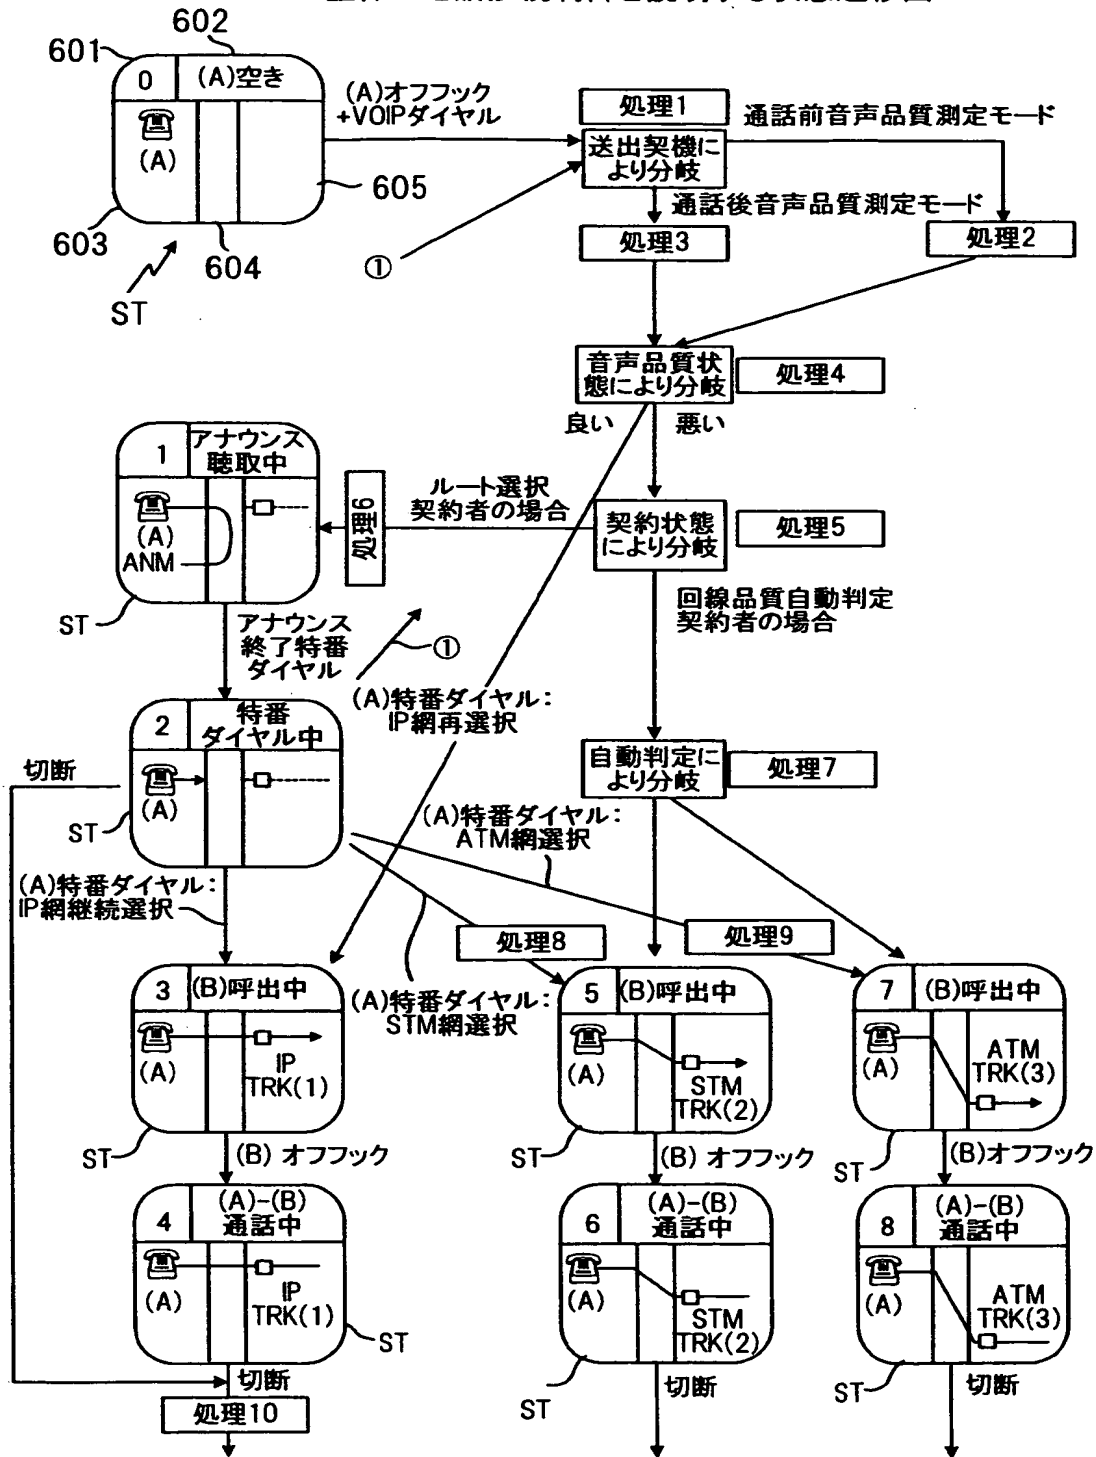 602
601
0
(A)空き
(A)
603
604
605
ST
(A)オフフック
+VOIPダイヤル
①
処理1
送出契機に
より分岐
通話前音声品質測定モード
通話後音声品質測定モード
処理3
処理2
音声品質状
態により分岐
処理4
良い
悪い
1
アナウンス
聴取中
(A)
ANM
ST
処理6
ルート選択
契約者の場合
契約状態
により分岐
処理5
回線品質自動判定
契約者の場合
アナウンス
終了特番
ダイヤル
①
(A)特番ダイヤル:
IP網再選択
2
特番
ダイヤル中
(A)
ST
切断
自動判定に
より分岐
処理7
(A)特番ダイヤル:
ATM網選択
(A)特番ダイヤル:
IP網継続選択
処理8
処理9
(A)特番ダイヤル:
STM網選択
3
(B)呼出中
(A)
IP
TRK(1)
ST
5
(B)呼出中
(A)
STM
TRK(2)
ST
7
(B)呼出中
(A)
ATM
TRK(3)
ST
(B) オフフック
(B) オフフック
(B)オフフック
4
(A)-(B)
通話中
(A)
IP
TRK(1)
ST
6
(A)-(B)
通話中
(A)
STM
TRK(2)
ST
8
(A)-(B)
通話中
(A)
ATM
TRK(3)
ST
切断
切断
切断
処理10